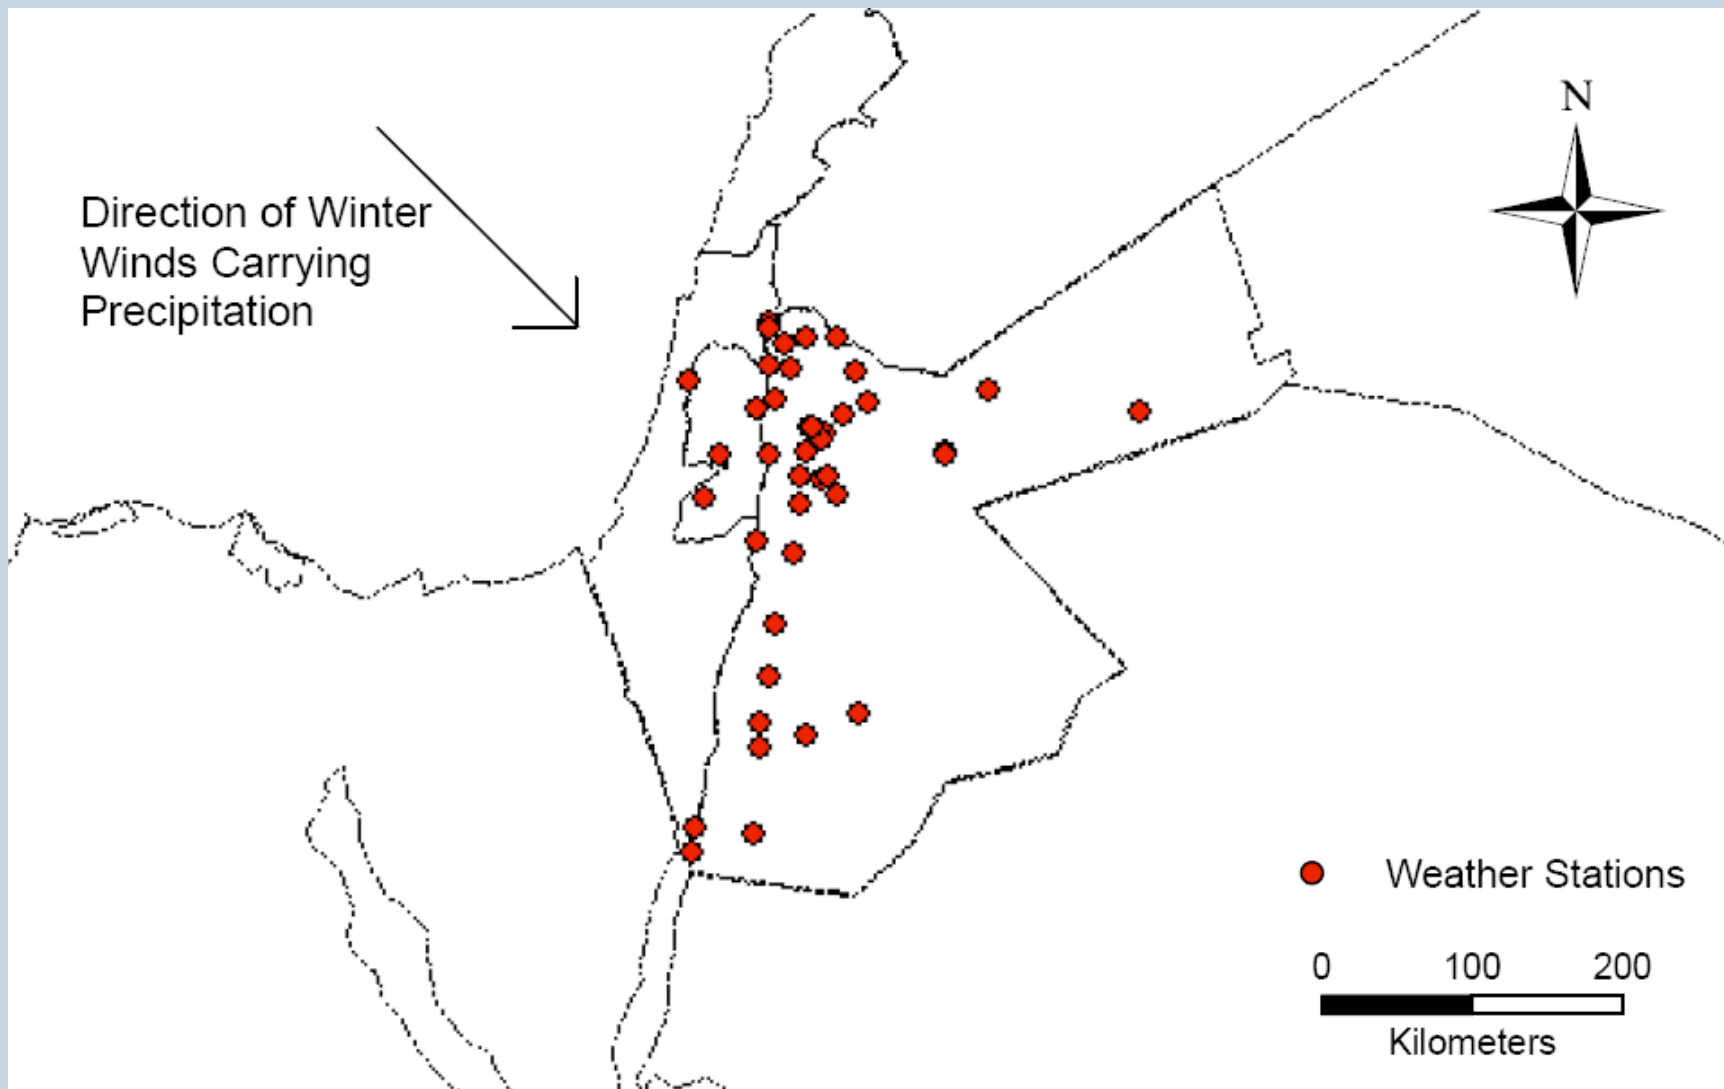 N
Direction of Winter
Winds Carrying
Precipitation
Weather Stations
0 100 200
Kilometers